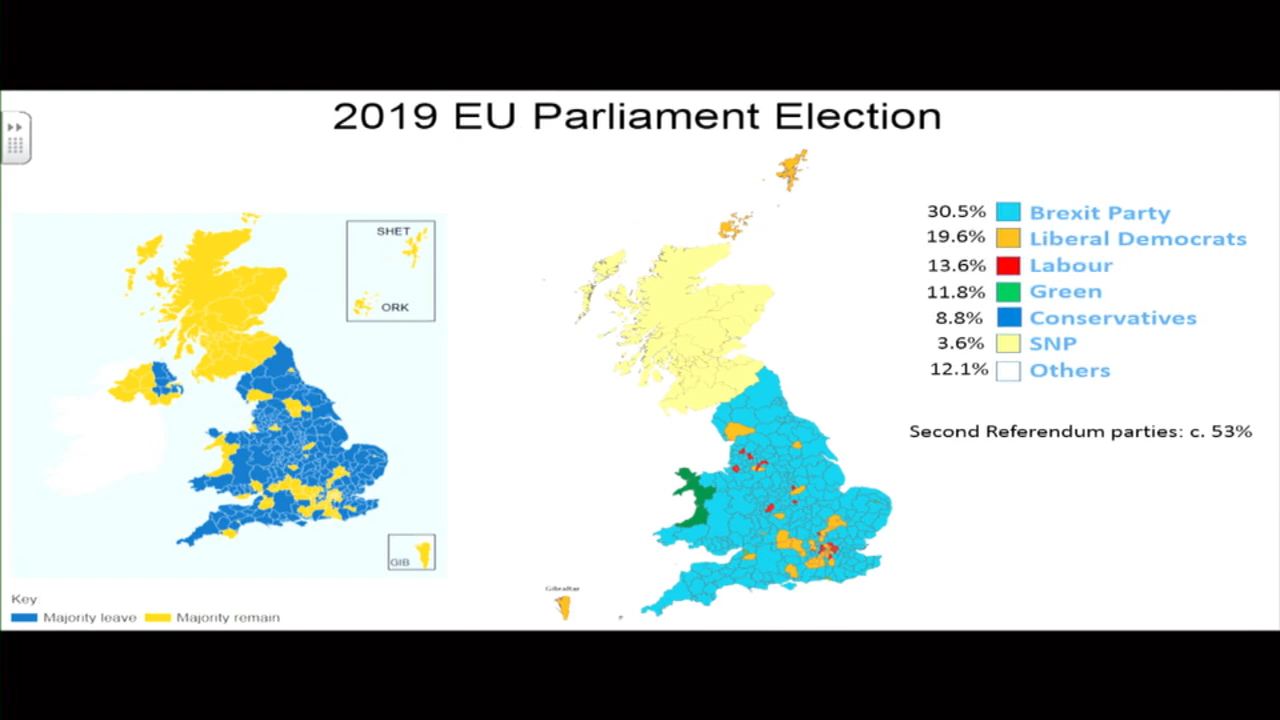 2019 EU Parliament Election
SHET
ORK
GIB
Key:
Majority leave
Majority remain
Gibraltar
30.5% Brexit Party
19.6% Liberal Democrats
13.6% Labour
11.8% Green
8.8% Conservatives
3.6% SNP
12.1% Others
Second Referendum parties: c. 53%